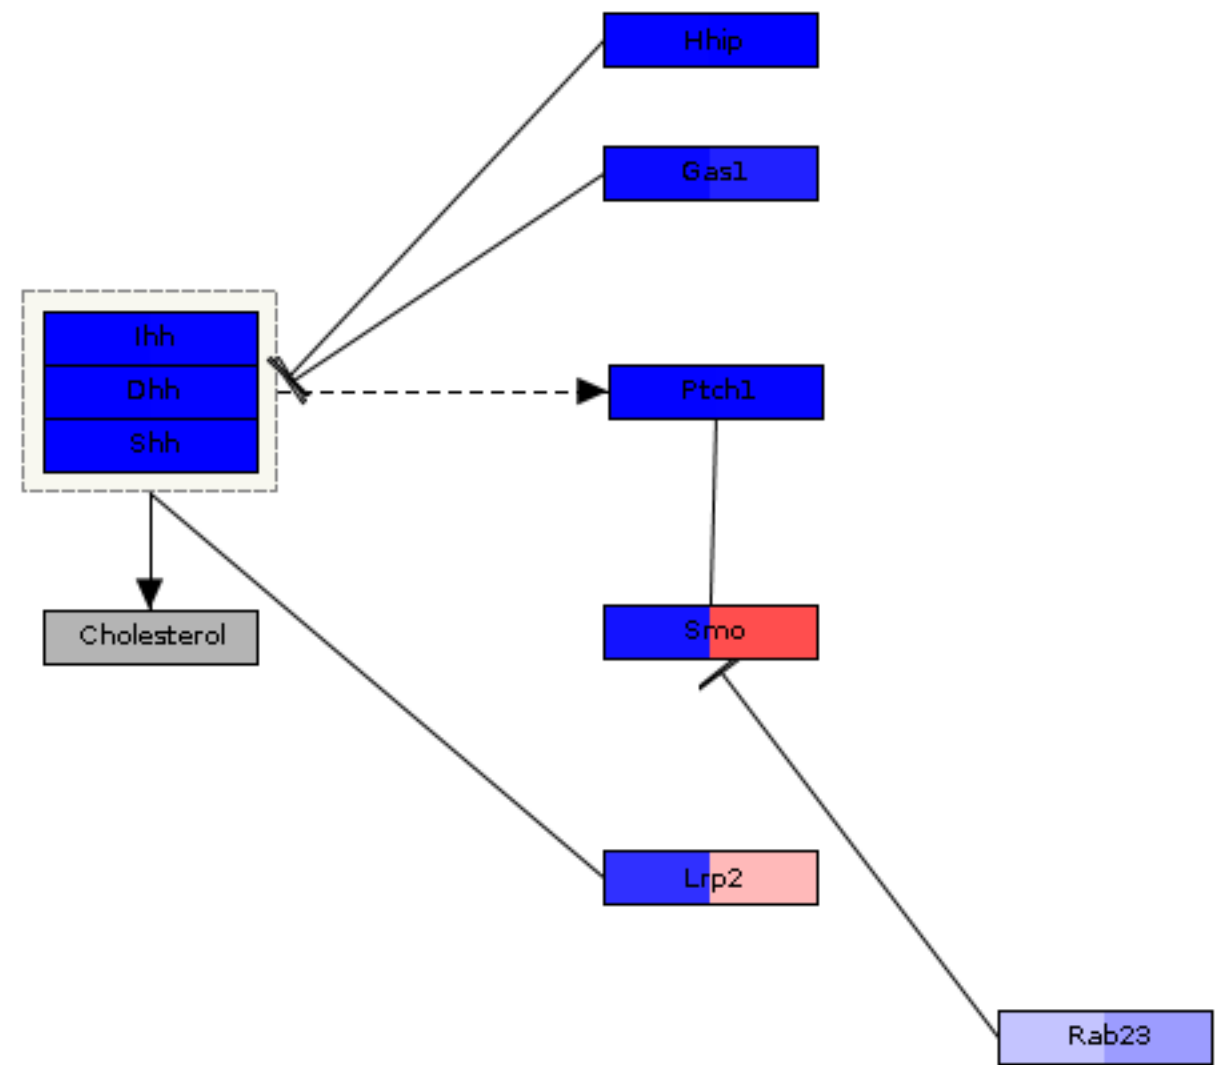 Hhip
Gas1
Ihh
Dhh
Shh
Ptch1
Cholesterol
Smo
Lrp2
Rab23